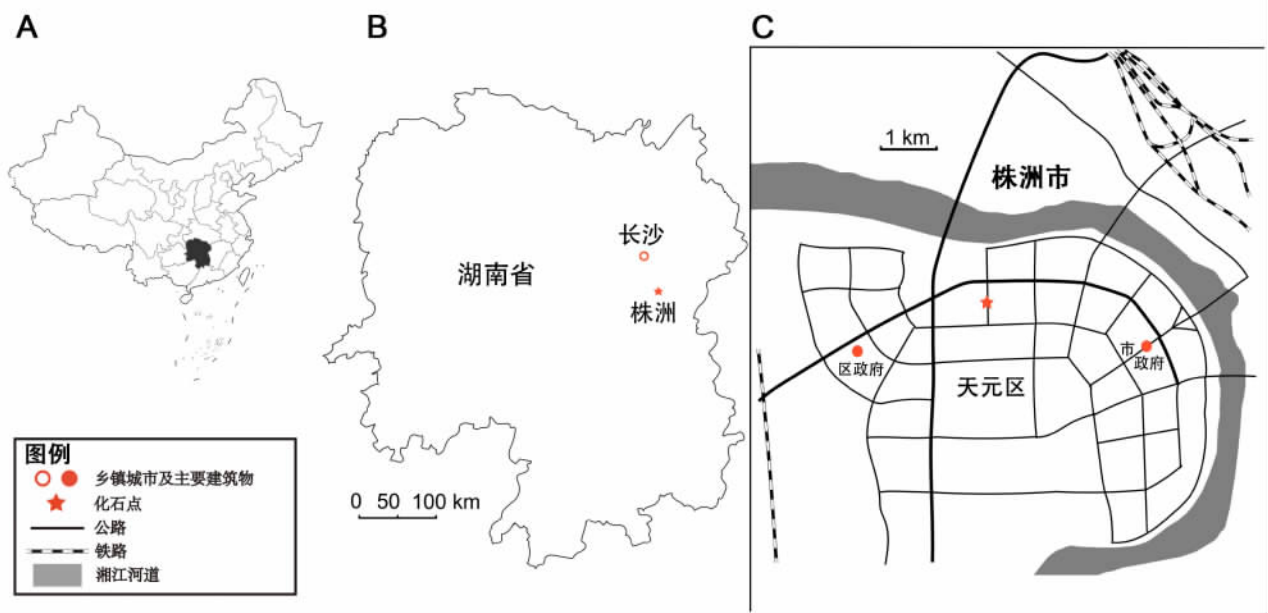 A
B
C
1 km
株洲市
长沙
湖南省
株洲
市
政府
区政府
天元区
图例
乡镇城市及主要建筑物
化石点
公路
铁路
湘江河道
0 50 100 km